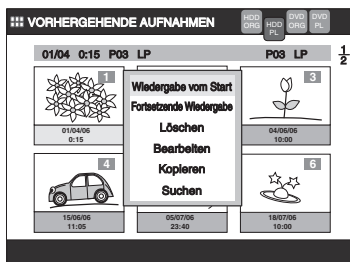 VORHERGEHENDE AUFNAHMEN
HDD ORG
HDD PL
DVD ORG
DVD PL
01/04 0:15 P03 LP P03 LP
1/2
1
01/04/06
0:15
Wiedergabe vom Start
Fortsetzende Wiedergabe
Löschen
Bearbeiten
Kopieren
Suchen
3
04/06/06
10:00
4
15/06/06
11:05
05/07/06
23:40
6
18/07/06
10:00